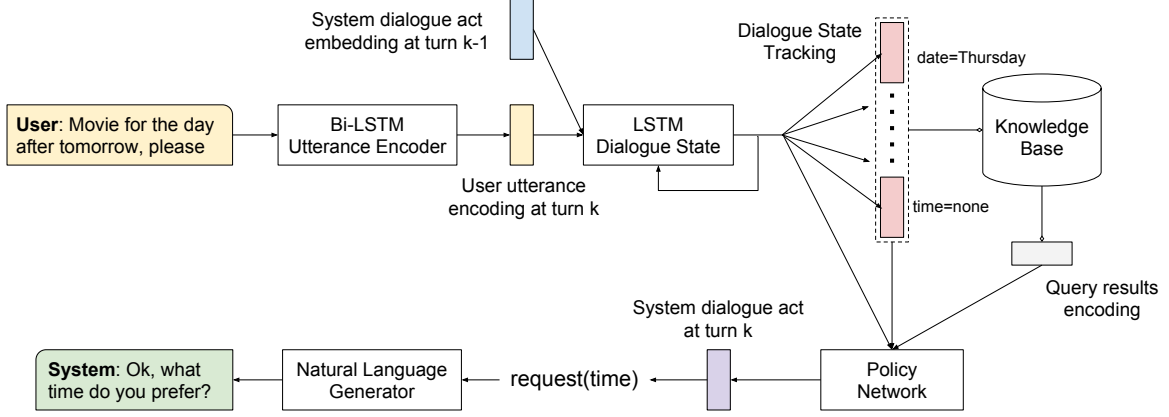 System dialogue act
embedding at turn k-1
Dialogue State
Tracking
date=Thursday
User: Movie for the day
after tomorrow, please
Bi-LSTM
Utterance Encoder
LSTM
Dialogue State
Knowledge
Base
User utterance
encoding at turn k
time=none
Query results
encoding
System dialogue act
at turn k
System: Ok, what
time do you prefer?
Natural Language
Generator
request(time)
Policy
Network